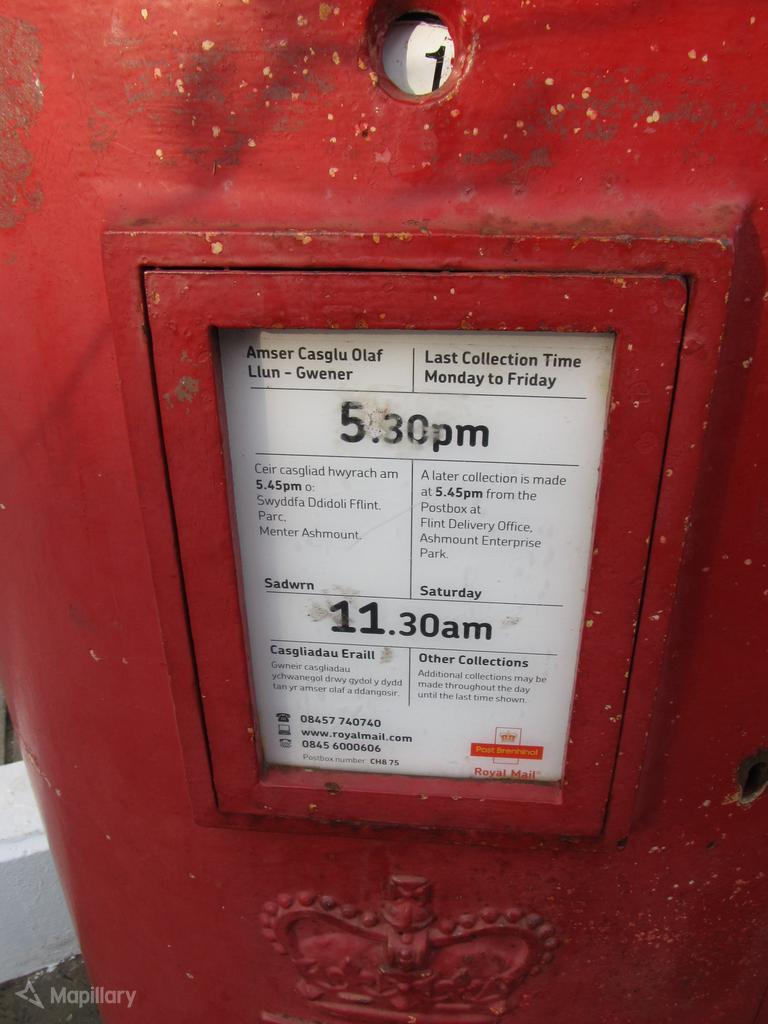 1
Amser Casglu Olaf
Llun - Gwener
Last Collection Time
Monday to Friday
5.30pm
Ceir casgliad hwyrach am
5.45pm o:
Swyddfa Ddidoli Fflint,
Parc,
Menter Ashmount.
A later collection is made
at 5.45pm from the
Postbox at
Flint Delivery Office,
Ashmount Enterprise
Park.
Sadwrn
Saturday
11.30am
Casgliadau Eraill
Gwneir casgliadau
ychwanegol drwy gydol y dydd
tan yr amser olaf a ddangosir.
Other Collections
Additional collections may be
made throughout the day
until the last time shown.
08457 740740
www.royalmail.com
0845 6000606
Postbox number CH8 75
Post Brenhinol
Royal Mail
Mapillary